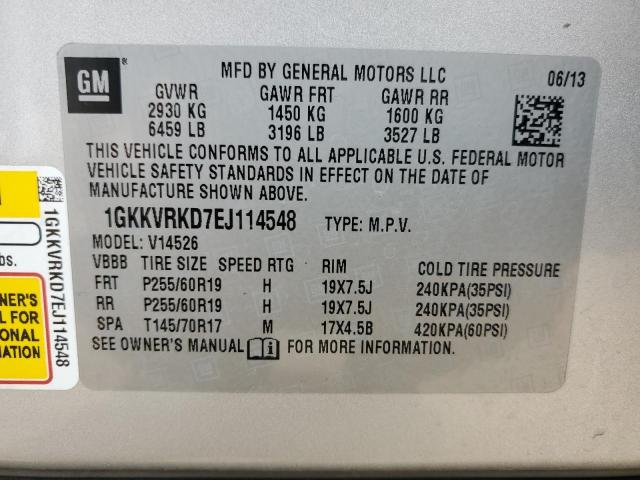 GM
MFD BY GENERAL MOTORS LLC 06/13
GVWR GAWR FRT GAWR RR
2930 KG 1450 KG 1600 KG
6459 LB 3196 LB 3527 LB
THIS VEHICLE CONFORMS TO ALL APPLICABLE U.S. FEDERAL MOTOR
VEHICLE SAFETY STANDARDS IN EFFECT ON THE DATE OF
MANUFACTURE SHOWN ABOVE.
1GKKVRKD7EJ114548 TYPE: M.P.V.
MODEL: V14526
VBBB TIRE SIZE SPEED RTG RIM COLD TIRE PRESSURE
FRT P255/60R19 H 19X7.5J 240KPA(35PSI)
RR P255/60R19 H 19X7.5J 240KPA(35PSI)
SPA T145/70R17 M 17X4.5B 420KPA(60PSI)
SEE OWNER'S MANUAL FOR MORE INFORMATION.
1GKKVRKD7EJ114548
bs.
NER'S
L FOR
ONAL
ATION